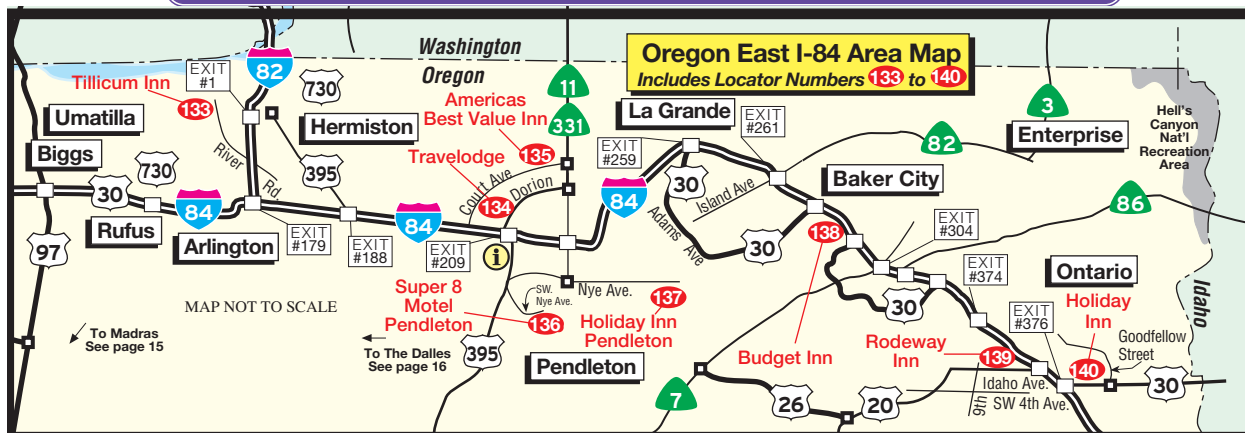 Washington
Oregon
Oregon East I-84 Area Map
Includes Locator Numbers 133 to 140
Tillicum Inn
133
EXIT
#1
82
730
Umatilla
Hermiston
Biggs
730
30
Rufus
84
Arlington
River
Rd.
395
EXIT
#179
EXIT
#188
84
97
MAP NOT TO SCALE
To Madras
See page 15
To The Dalles
See page 16
Americas
Best Value Inn
135
Travelodge
134
Court Ave
Dorion
11
331
EXIT
#209
i
Super 8
Motel
Pendleton
136
SW.
Nye Ave.
Nye Ave.
137
Holiday Inn
Pendleton
395
Pendleton
84
La Grande
EXIT
#259
EXIT
#261
30
Island Ave
Adams Ave
30
82
3
Enterprise
Hell's
Canyon
Nat'l
Recreation
Area
Baker City
138
Budget Inn
EXIT
#304
86
30
EXIT
#374
Ontario
Idaho
EXIT
#376
Holiday
Inn
140
Goodfellow
Street
Rodeway
Inn
139
Idaho Ave.
SW 4th Ave.
9th
30
7
26
20